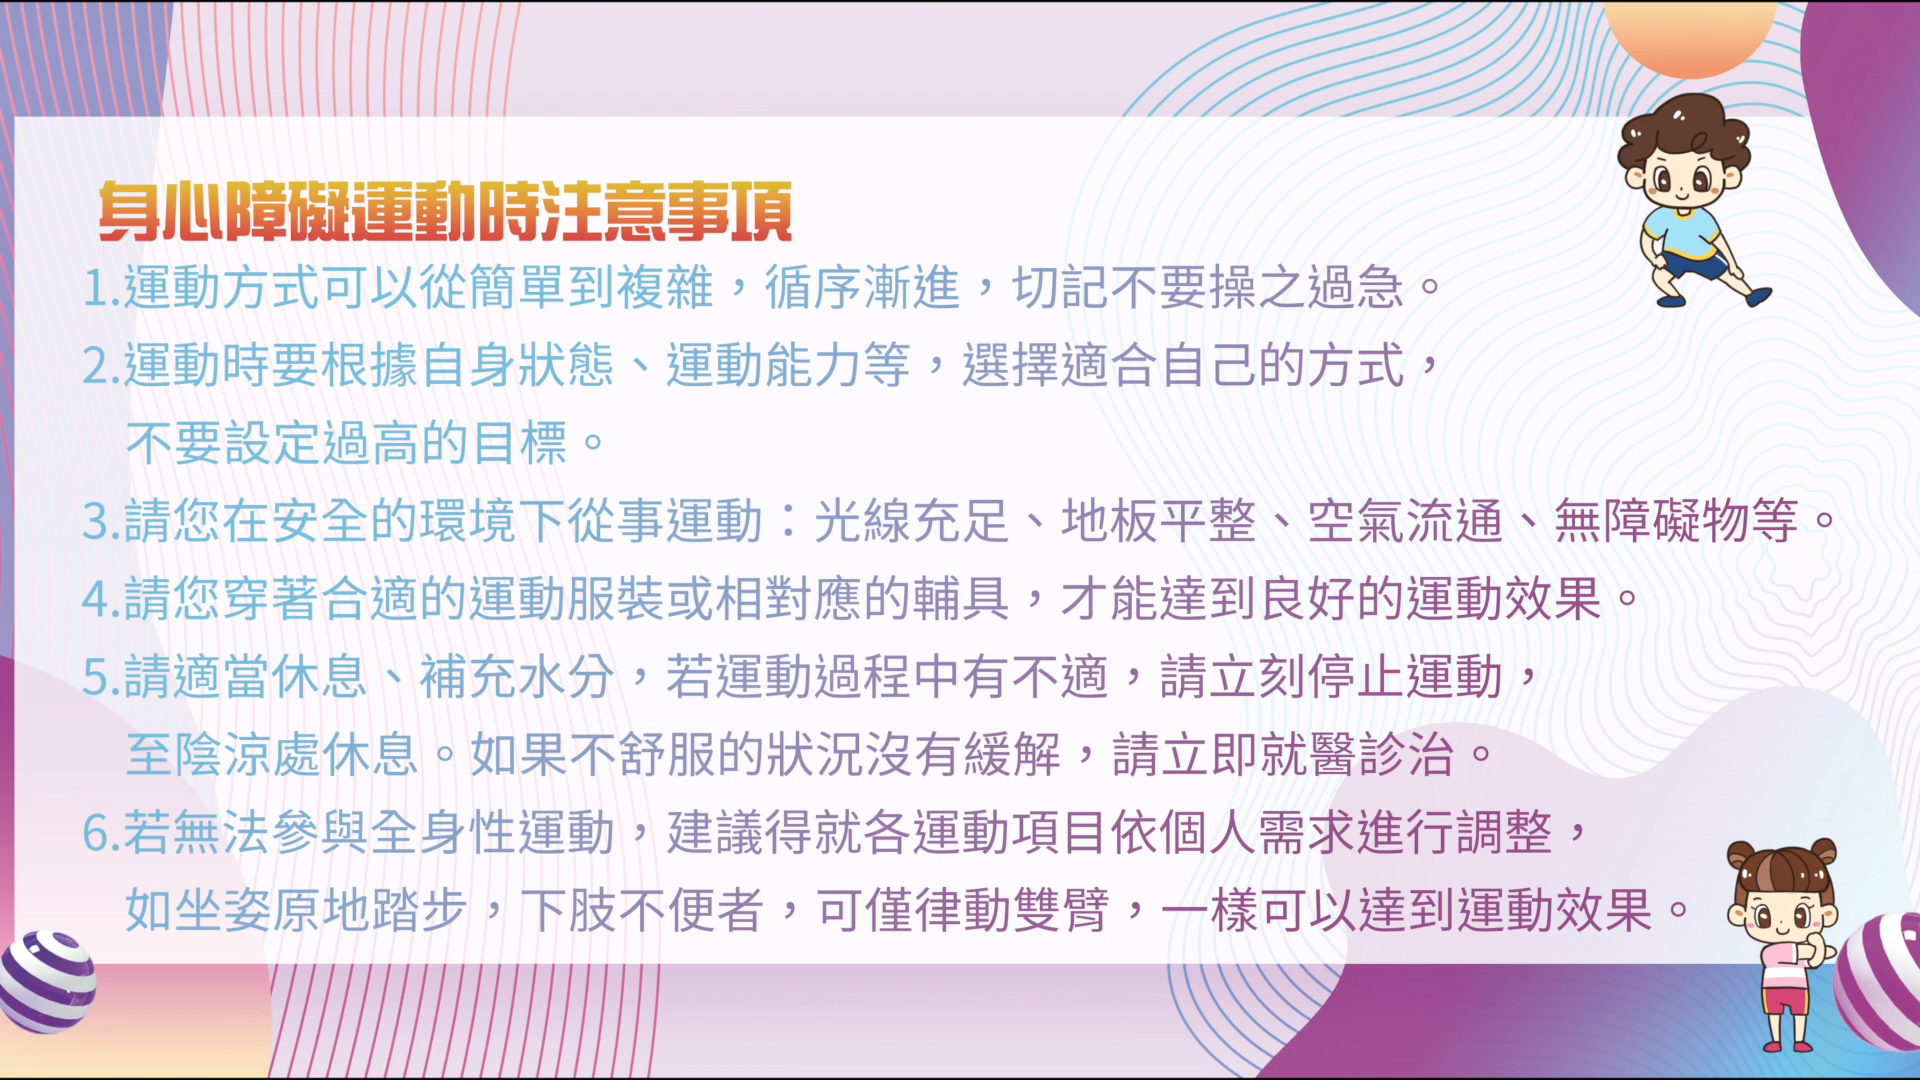 身心障礙運動時注意事項
1.運動方式可以從簡單到複雜，循序漸進，切記不要操之過急。
2.運動時要根據自身狀態、運動能力等，選擇適合自己的方式，
不要設定過高的目標。
3.請您在安全的環境下從事運動：光線充足、地板平整、空氣流通、無障礙物等。
4.請您穿著合適的運動服裝或相對應的輔具，才能達到良好的運動效果。
5.請適當休息、補充水分，若運動過程中有不適，請立刻停止運動，
至陰涼處休息。如果不舒服的狀況沒有緩解，請立即就醫診治。
6.若無法參與全身性運動，建議得就各運動項目依個人需求進行調整，
如坐姿原地踏步，下肢不便者，可僅律動雙臂，一樣可以達到運動效果。